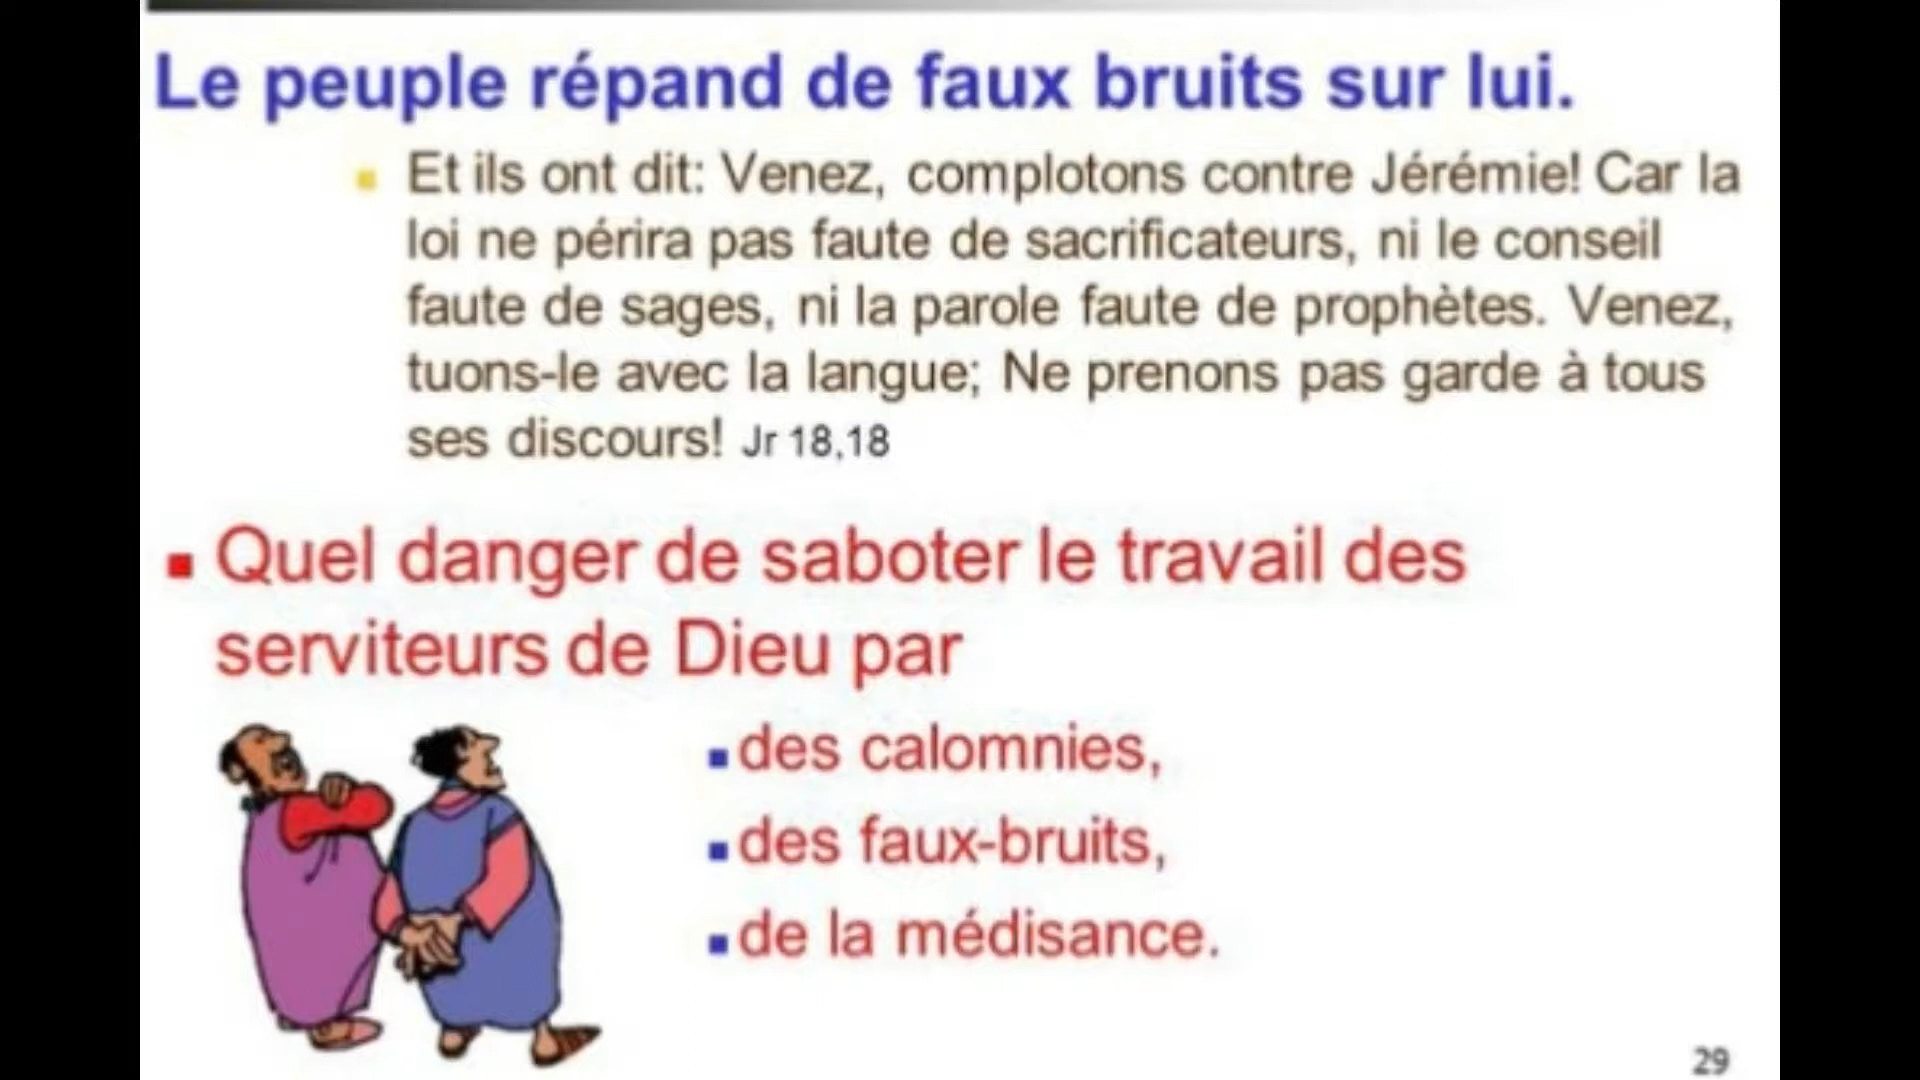 Le peuple répand de faux bruits sur lui.
Et ils ont dit: Venez, complotons contre Jérémie! Car la
loi ne périra pas faute de sacrificateurs, ni le conseil
faute de sages, ni la parole faute de prophètes. Venez,
tuons-le avec la langue; Ne prenons pas garde à tous
ses discours! Jr 18,18
Quel danger de saboter le travail des
serviteurs de Dieu par
des calomnies,
des faux-bruits,
de la médisance.
29